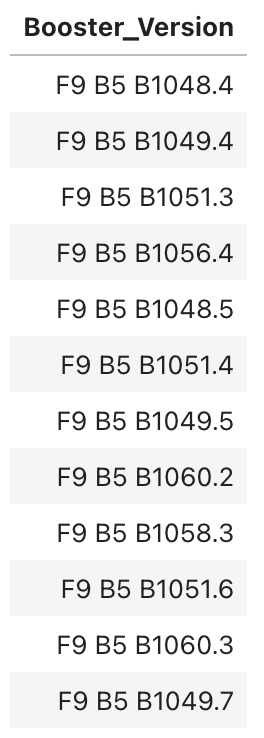 Booster_Version
F9 B5 B1048.4
F9 B5 B1049.4
F9 B5 B1051.3
F9 B5 B1056.4
F9 B5 B1048.5
F9 B5 B1051.4
F9 B5 B1049.5
F9 B5 B1060.2
F9 B5 B1058.3
F9 B5 B1051.6
F9 B5 B1060.3
F9 B5 B1049.7